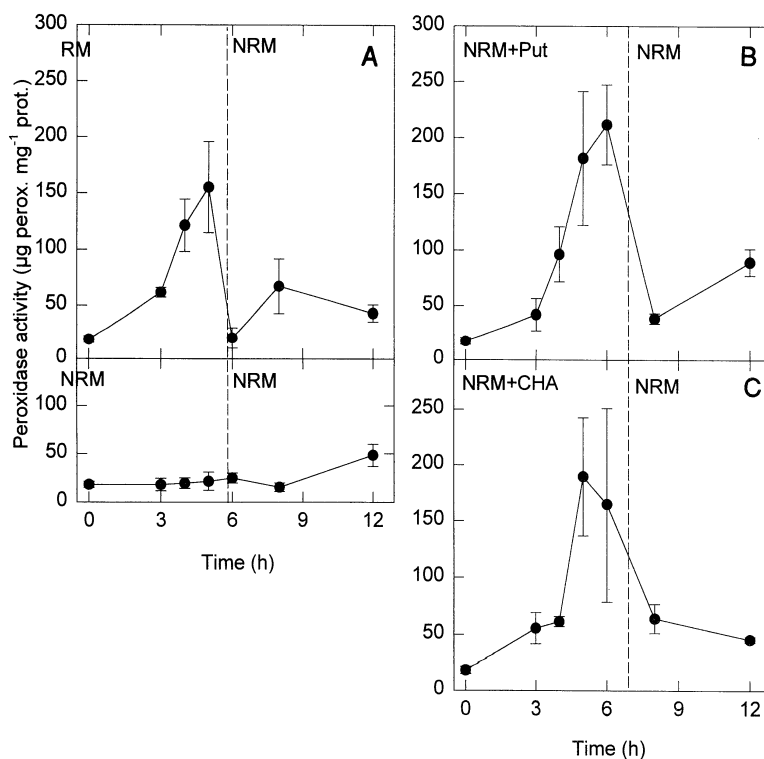 Peroxidase activity (µg perox. mg⁻¹ prot.)
300
250
200
150
100
50
0
RM NRM A
100
50
0
NRM NRM
0 3 6 9 12
Time (h)
300
250
200
150
100
50
0
NRM+Put NRM B
250
200
150
100
50
0
NRM+CHA NRM C
0 3 6 9 12
Time (h)